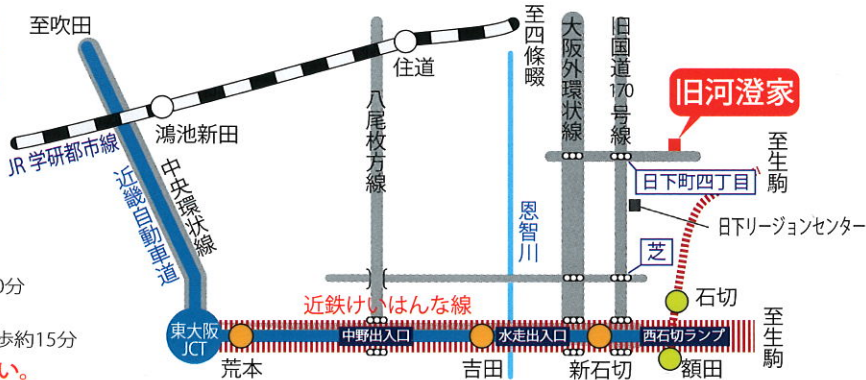 至吹田
住道
至四條畷
大阪外環状線
旧国道170号線
旧河澄家
鴻池新田
八尾枚方線
JR学研都市線
中央環状線
近畿自動車道
至生駒
日下町四丁目
日下リージョンセンター
恩智川
芝
0分
近鉄けいはんな線
石切
歩約15分
い。
東大阪
JCT
中野出入口
水走出入口
西石切ランプ
至生駒
荒本
吉田
新石切
額田